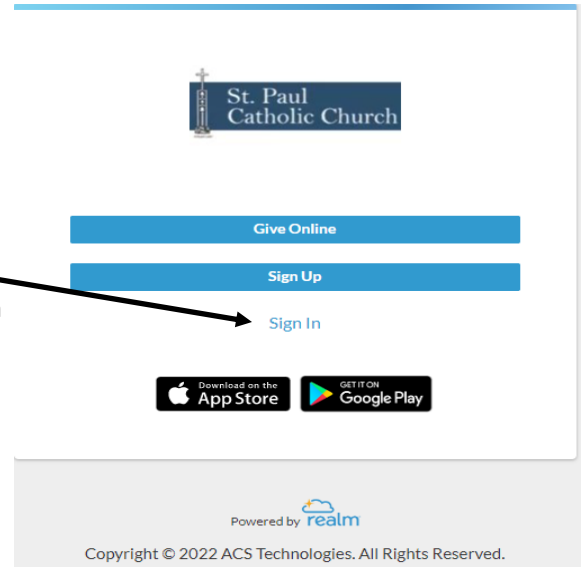 St. Paul
Catholic Church
Give Online
Sign Up
Sign In
Download on the
App Store
GET IT ON
Google Play
Powered by realm
Copyright © 2022 ACS Technologies. All Rights Reserved.